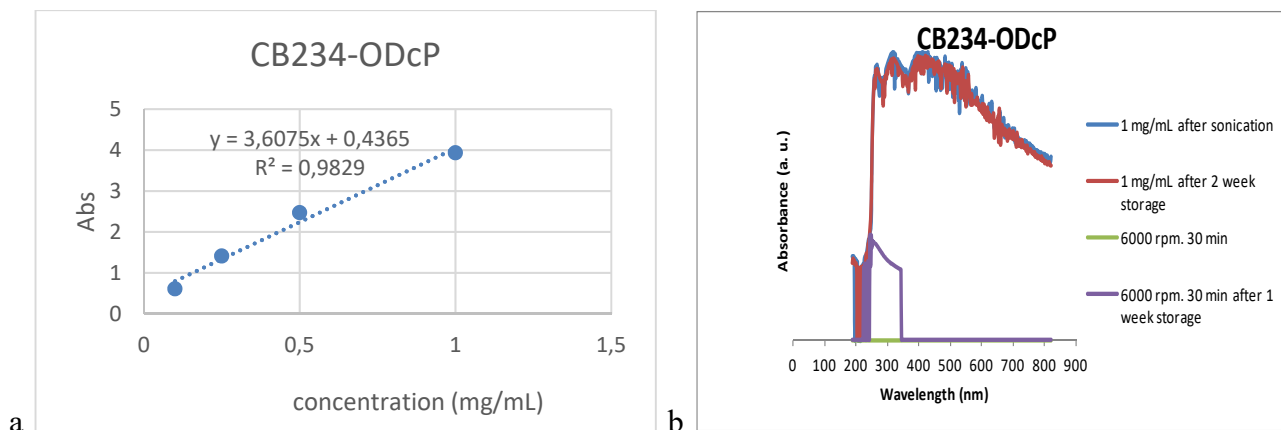 CB234-ODcP
y = 3,6075x + 0,4365
R² = 0,9829
5
4
3
2
1
0
Abs
0
0,5
1
1,5
concentration (mg/mL)
a
CB234-ODcP
Absorbance (a. u.)
1 mg/mL after sonication
1 mg/mL after 2 week
storage
6000 rpm. 30 min
6000 rpm. 30 min after 1
week storage
0 100 200 300 400 500 600 700 800 900
Wavelength (nm)
b